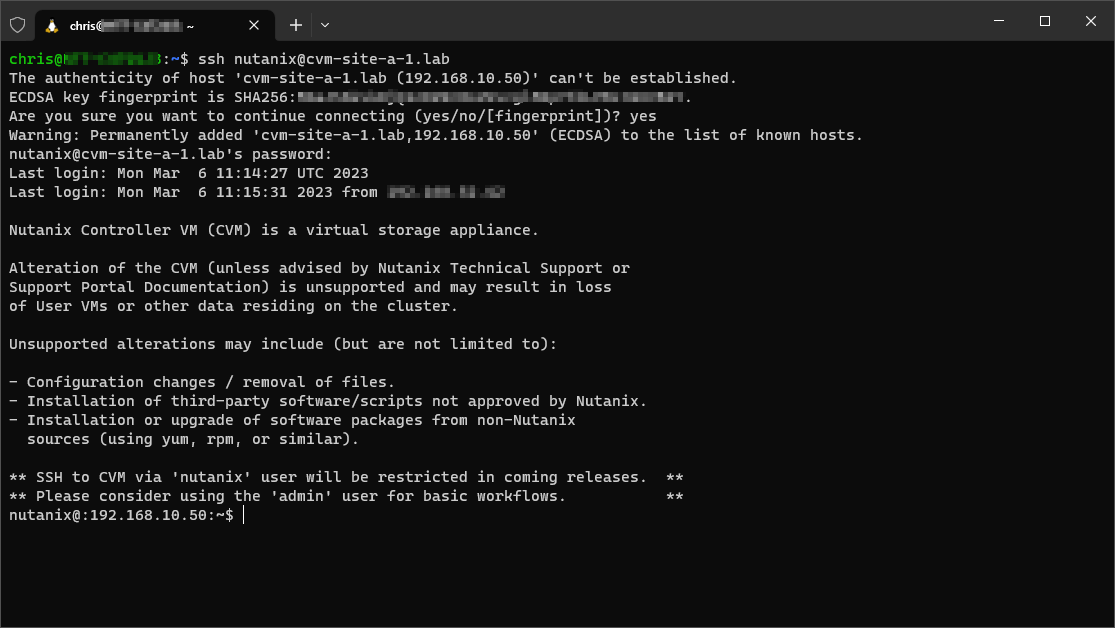 chris@ ~
chris@ :~$ ssh nutanix@cvm-site-a-1.lab
The authenticity of host 'cvm-site-a-1.lab (192.168.10.50)' can't be established.
ECDSA key fingerprint is SHA256: .
Are you sure you want to continue connecting (yes/no/[fingerprint])? yes
Warning: Permanently added 'cvm-site-a-1.lab,192.168.10.50' (ECDSA) to the list of known hosts.
nutanix@cvm-site-a-1.lab's password:
Last login: Mon Mar  6 11:14:27 UTC 2023
Last login: Mon Mar  6 11:15:31 2023 from
Nutanix Controller VM (CVM) is a virtual storage appliance.
Alteration of the CVM (unless advised by Nutanix Technical Support or
Support Portal Documentation) is unsupported and may result in loss
of User VMs or other data residing on the cluster.
Unsupported alterations may include (but are not limited to):
- Configuration changes / removal of files.
- Installation of third-party software/scripts not approved by Nutanix.
- Installation or upgrade of software packages from non-Nutanix
  sources (using yum, rpm, or similar).
** SSH to CVM via 'nutanix' user will be restricted in coming releases.  **
** Please consider using the 'admin' user for basic workflows.           **
nutanix@:192.168.10.50:~$